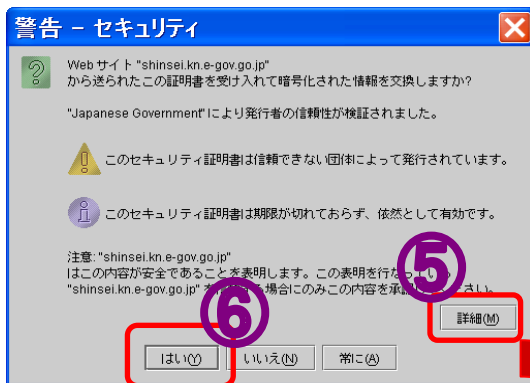 警告 - セキュリティ
Web サイト "shinsei.kn.e-gov.go.jp"
から送られたこの証明書を受け入れて暗号化された情報を交換しますか?
"Japanese Government" により発行者の信頼性が検証されました。
このセキュリティ証明書は信頼できない団体によって発行されています。
このセキュリティ証明書は期限が切れておらず、依然として有効です。
注意: "shinsei.kn.e-gov.go.jp"
はこの内容が安全であることを表明します。この表明を行なっ
"shinsei.kn.e-gov.go.jp" を 場合にのみこの内容を承 さい。
⑤
詳細(M)
⑥
はい(Y) いいえ(N) 常に(A)